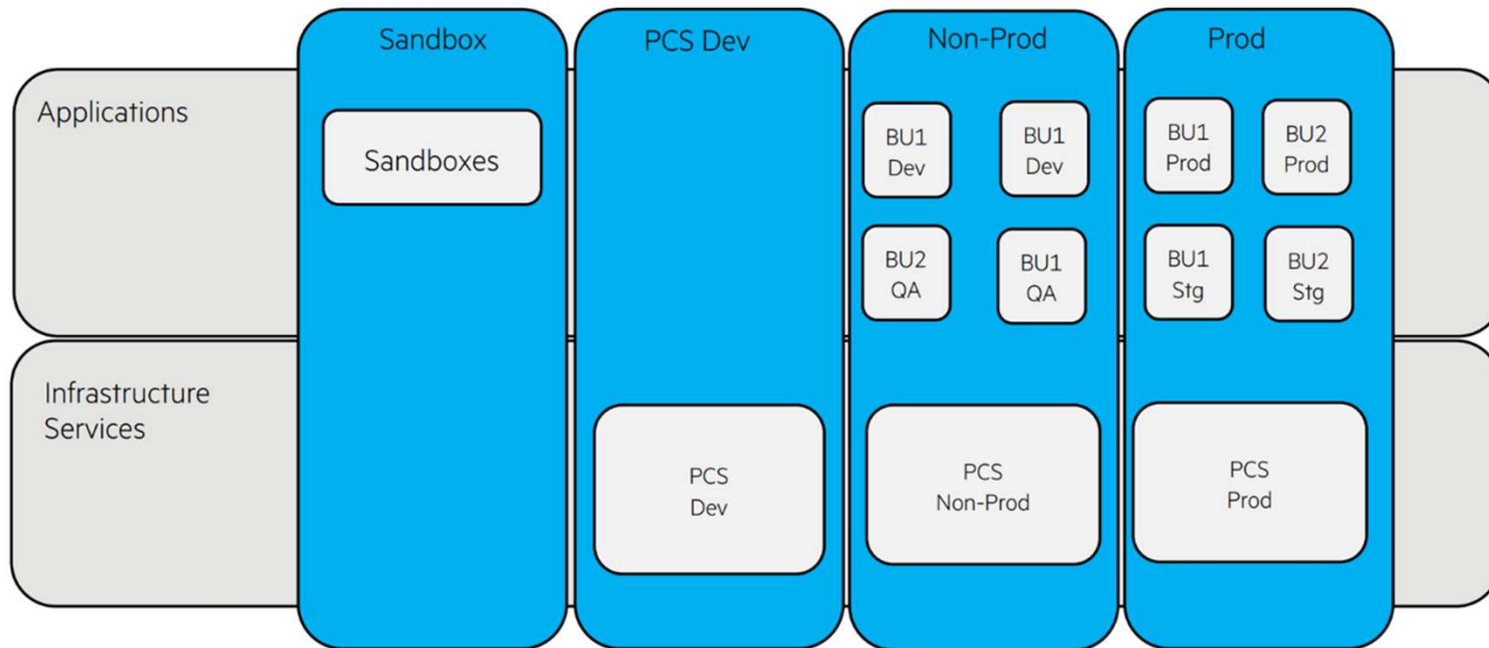 Sandbox
PCS Dev
Non-Prod
Prod
Applications
Sandboxes
BU1
Dev
BU1
Dev
BU1
Prod
BU2
Prod
BU2
QA
BU1
QA
BU1
Stg
BU2
Stg
Infrastructure
Services
PCS
Dev
PCS
Non-Prod
PCS
Prod